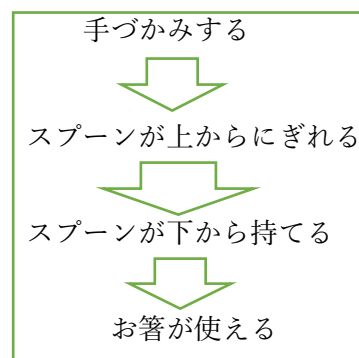 手づかみする
スプーンが上からにぎれる
スプーンが下から持てる
お箸が使える